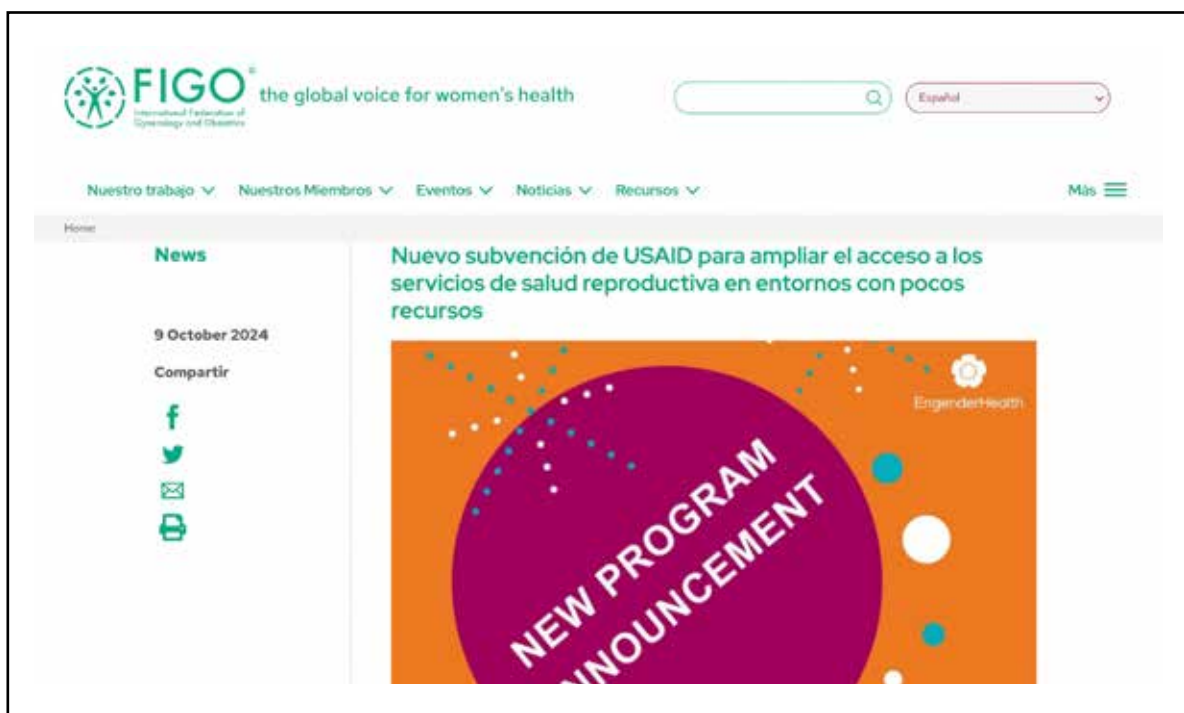 FIGO
the global voice for women's health
International Federation of
Gynecology and Obstetrics
Español
Nuestro trabajo
Nuestros Miembros
Eventos
Noticias
Recursos
Más
Home
News
9 October 2024
Compartir
Nuevo subvención de USAID para ampliar el acceso a los
servicios de salud reproductiva en entornos con pocos
recursos
EngenderHealth
NEW PROGRAM
NNOUNCEMENT